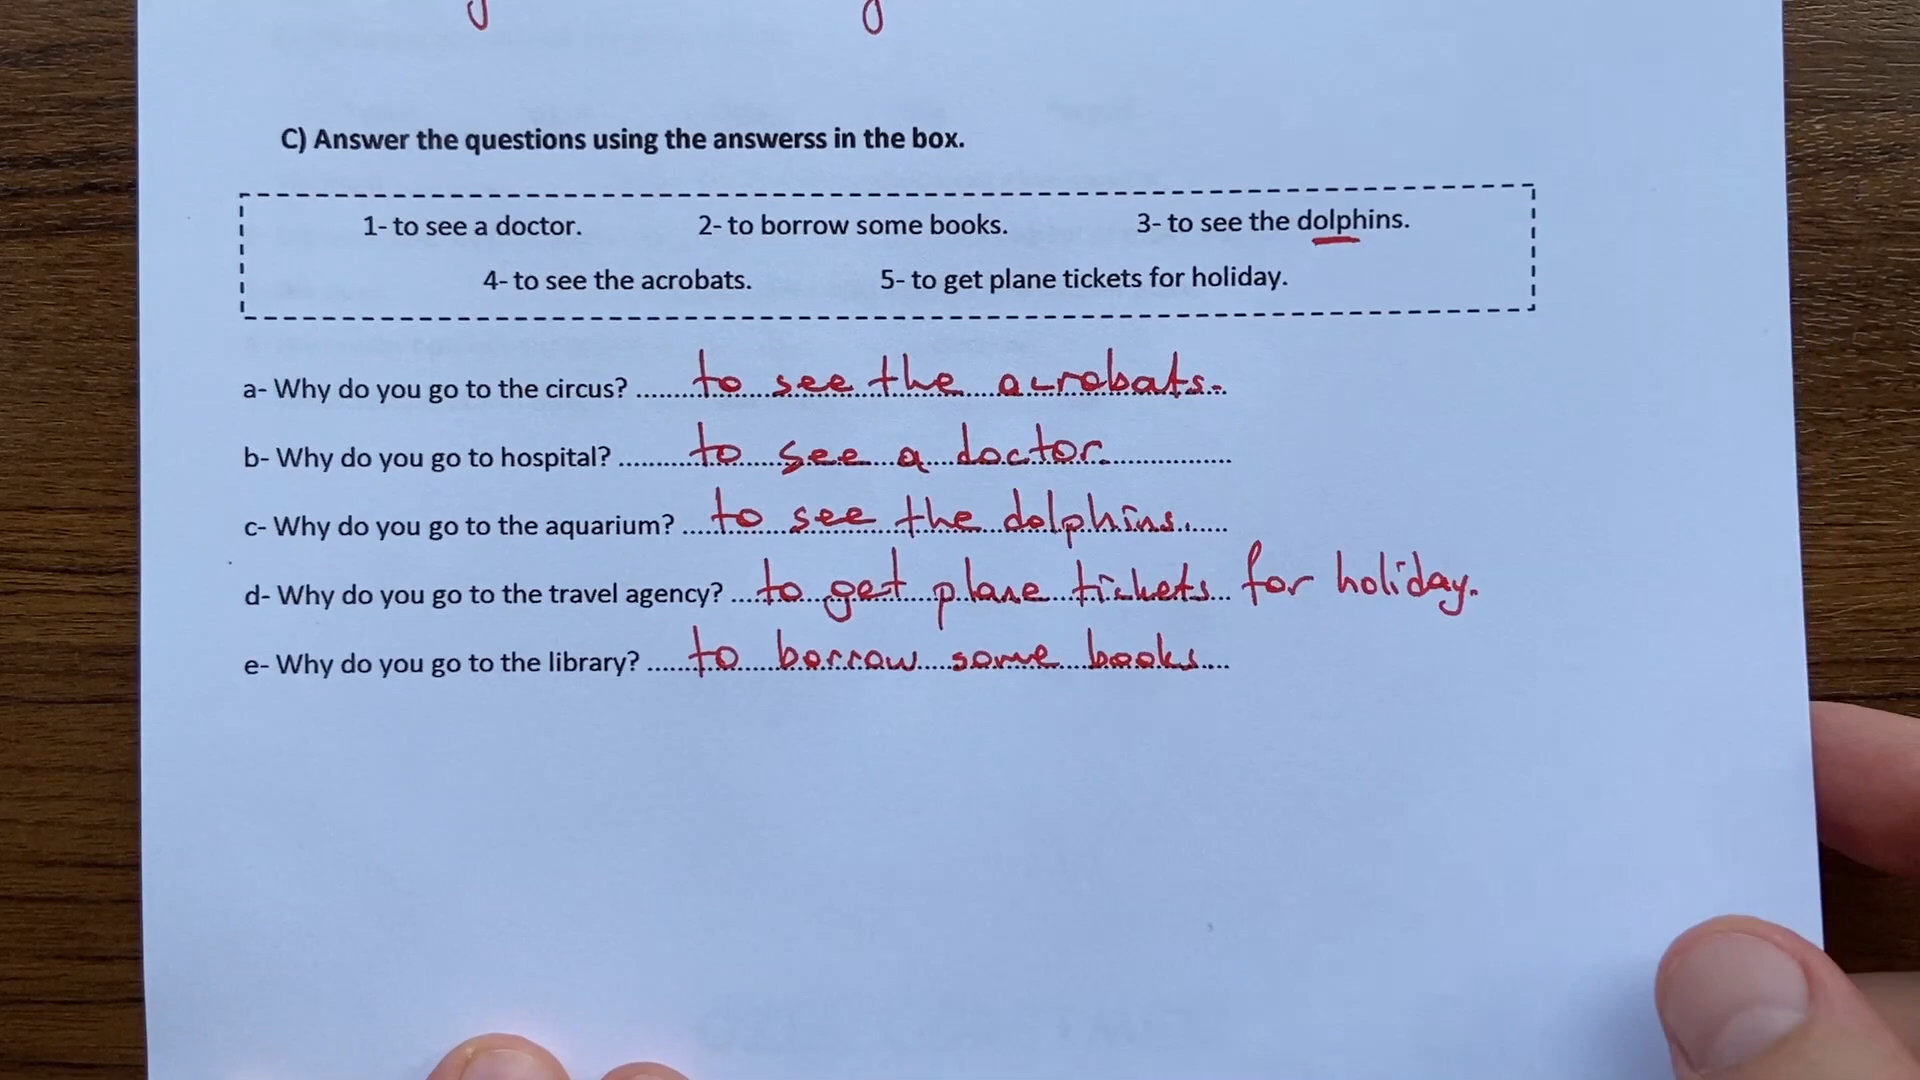 C) Answer the questions using the answerss in the box.
1- to see a doctor. 2- to borrow some books. 3- to see the dolphins.
4- to see the acrobats. 5- to get plane tickets for holiday.
a- Why do you go to the circus? to see the acrobats.
b- Why do you go to hospital? to see a doctor.
c- Why do you go to the aquarium? to see the dolphins.
d- Why do you go to the travel agency? to get plane tickets for holiday.
e- Why do you go to the library? to borrow some books